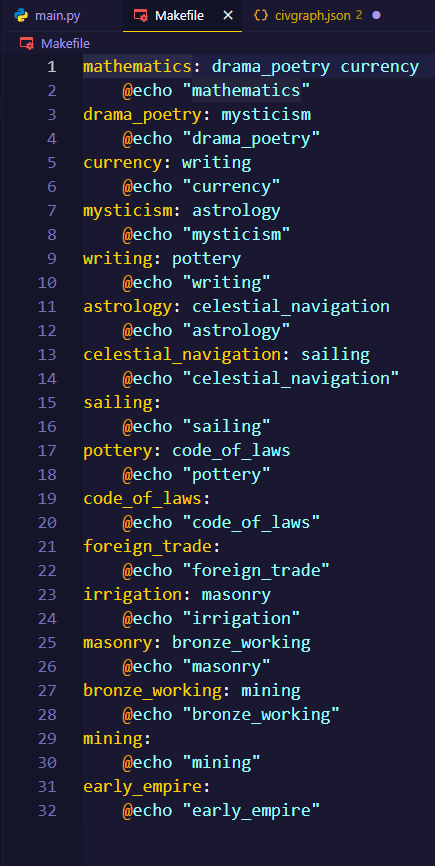 main.py Makefile civgraph.json 2
Makefile
1 mathematics: drama_poetry currency
2 @echo "mathematics"
3 drama_poetry: mysticism
4 @echo "drama_poetry"
5 currency: writing
6 @echo "currency"
7 mysticism: astrology
8 @echo "mysticism"
9 writing: pottery
10 @echo "writing"
11 astrology: celestial_navigation
12 @echo "astrology"
13 celestial_navigation: sailing
14 @echo "celestial_navigation"
15 sailing:
16 @echo "sailing"
17 pottery: code_of_laws
18 @echo "pottery"
19 code_of_laws:
20 @echo "code_of_laws"
21 foreign_trade:
22 @echo "foreign_trade"
23 irrigation: masonry
24 @echo "irrigation"
25 masonry: bronze_working
26 @echo "masonry"
27 bronze_working: mining
28 @echo "bronze_working"
29 mining:
30 @echo "mining"
31 early_empire:
32 @echo "early_empire"